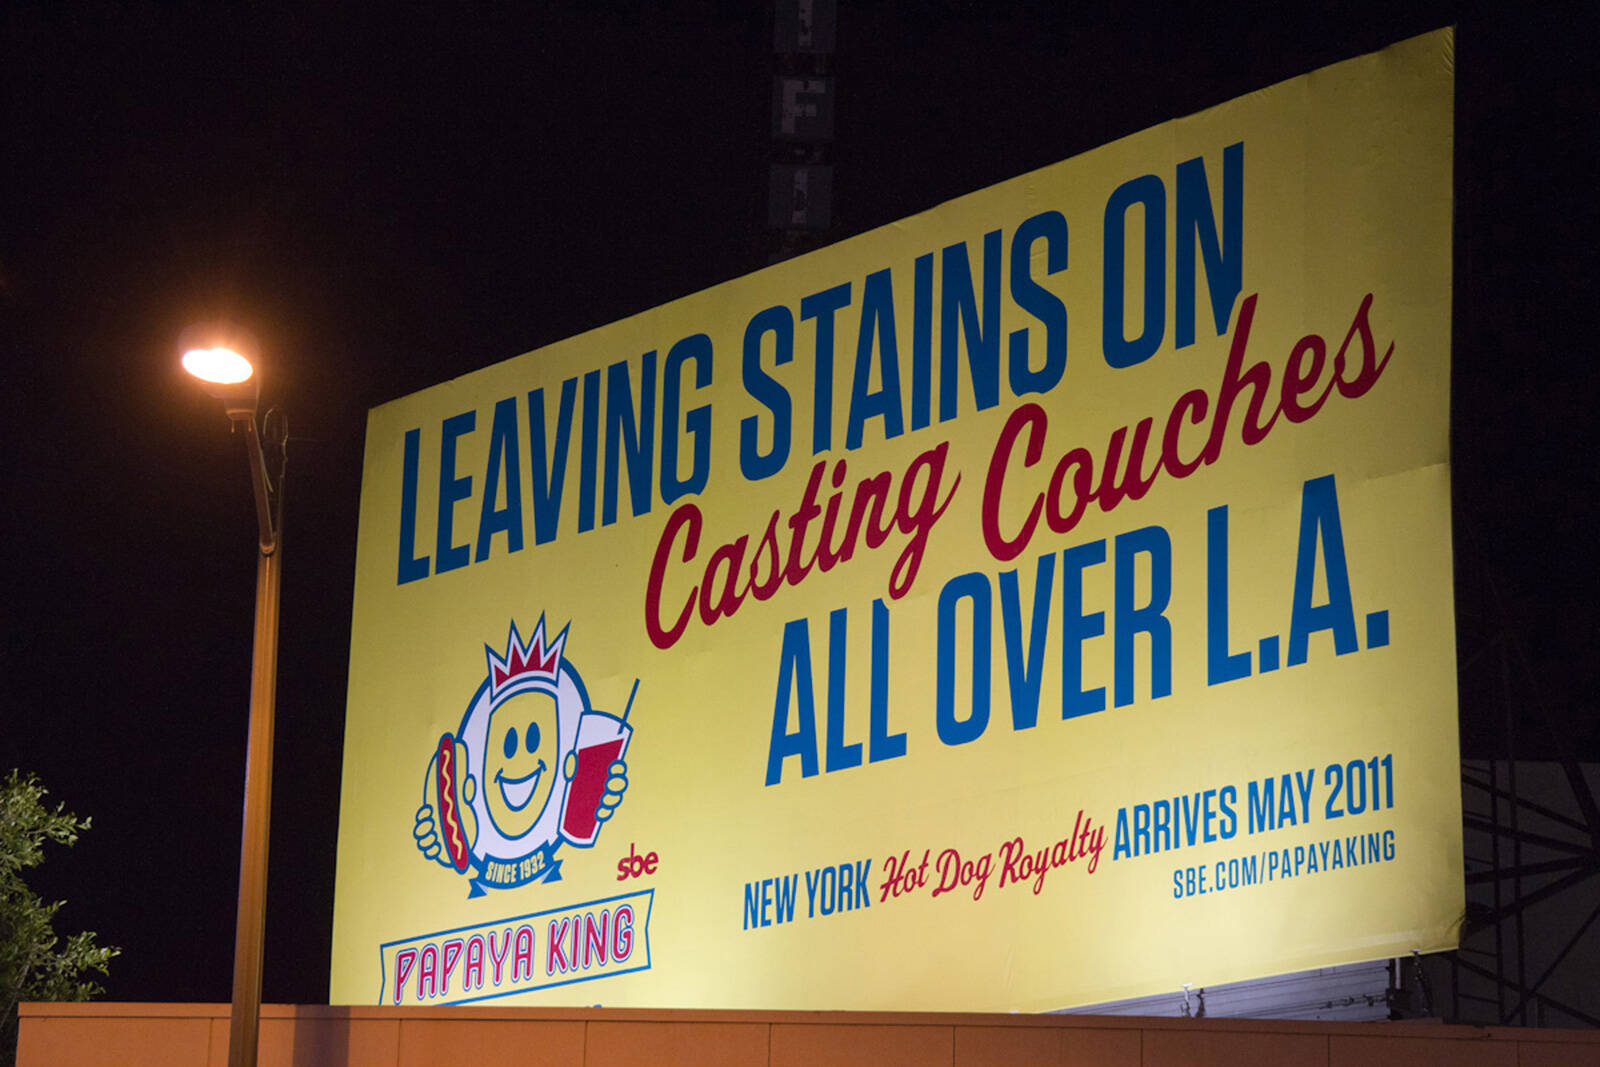 LEAVING STAINS ON
Casting Couches
ALL OVER L.A.
SINCE 1932
sbe
PAPAYA KING
NEW YORK Hot Dog Royalty ARRIVES MAY 2011
SBE.COM/PAPAYAKING